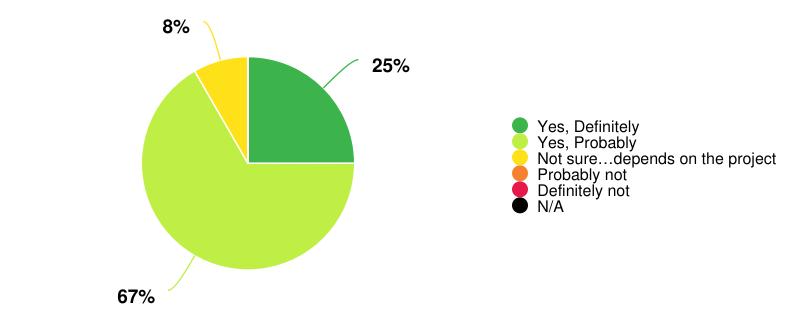 8%
25%
67%
Yes, Definitely
Yes, Probably
Not sure...depends on the project
Probably not
Definitely not
N/A